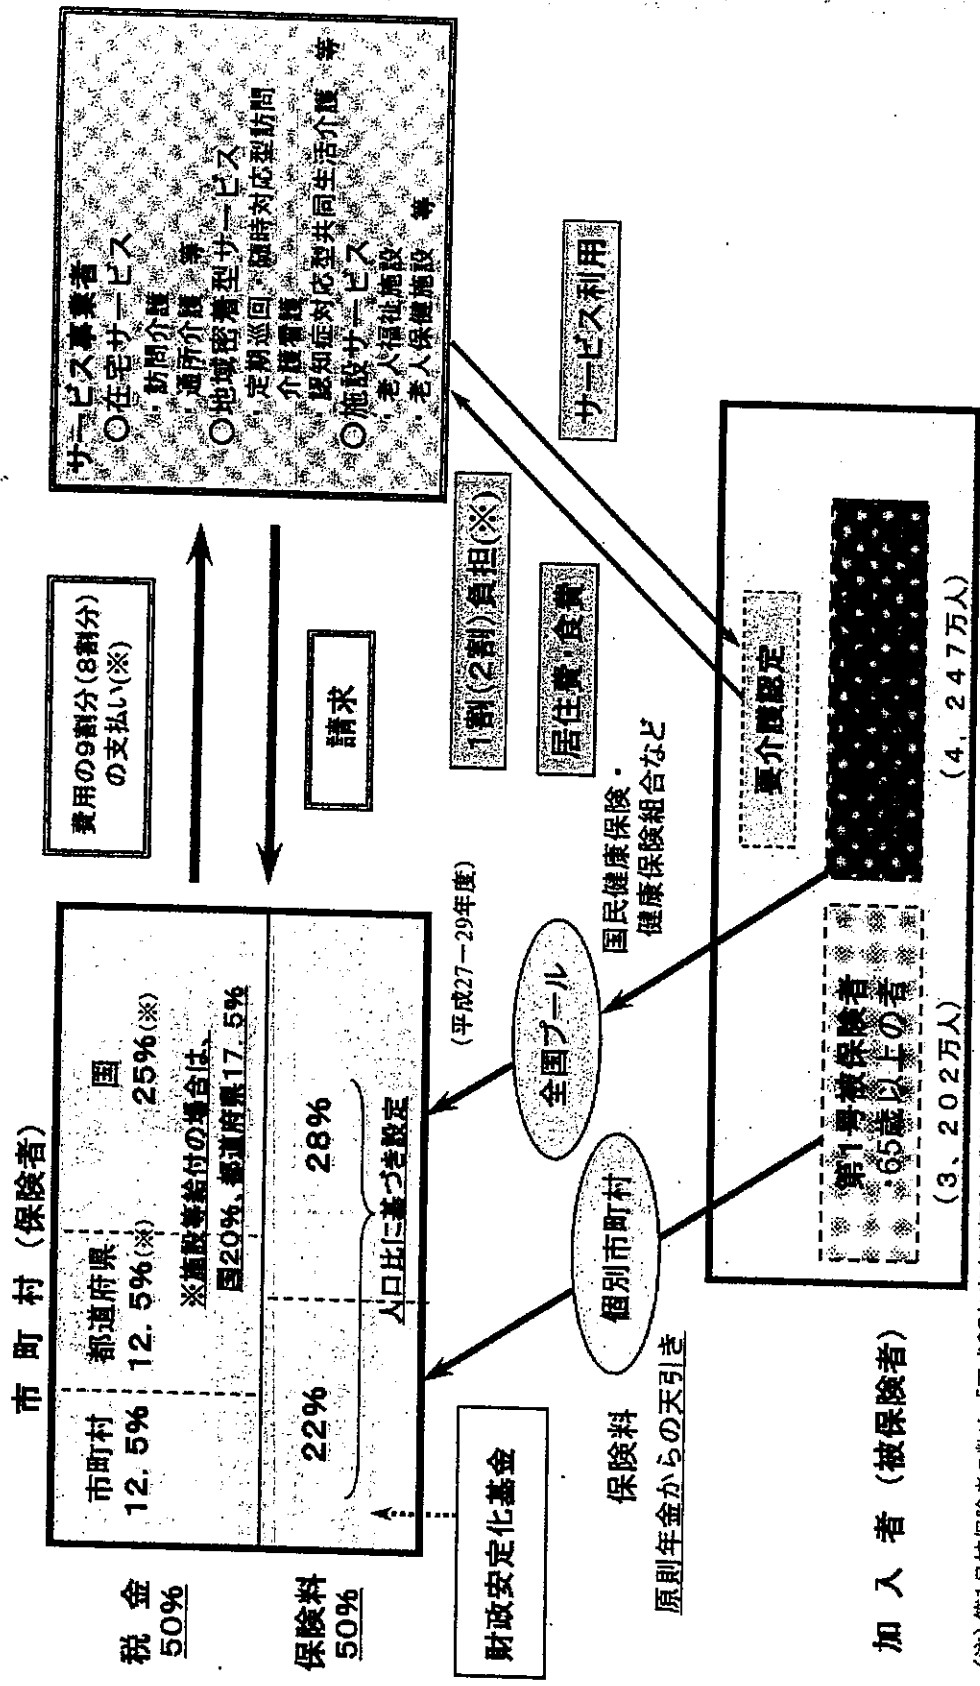 市 町 村 (保険者)
税 金
50%
市町村
12.5%
都道府県
12.5%(※)
国
25%(※)
※施設等給付の場合は、
国20%、都道府県17.5%
保険料
50%
22%
28%
人口比に基づき設定
財政安定化基金
(平成27－29年度)
費用の9割分(8割分)
の支払い(※)
請求
サービス事業者
○在宅サービス
・訪問介護
・通所介護 等
○地域密着型サービス
・定期巡回・随時対応型訪問
介護看護
・認知症対応型共同生活介護 等
○施設サービス
・老人福祉施設
・老人保健施設 等
1割(2割)負担(※)
居住費・食費
サービス利用
保険料
原則年金からの天引き
個別市町村
全国プール
国民健康保険・
健康保険組合など
要介護認定
加 入 者 (被保険者)
第1号被保険者
・65歳以上の者
(3、202万人)
(4，247万人)